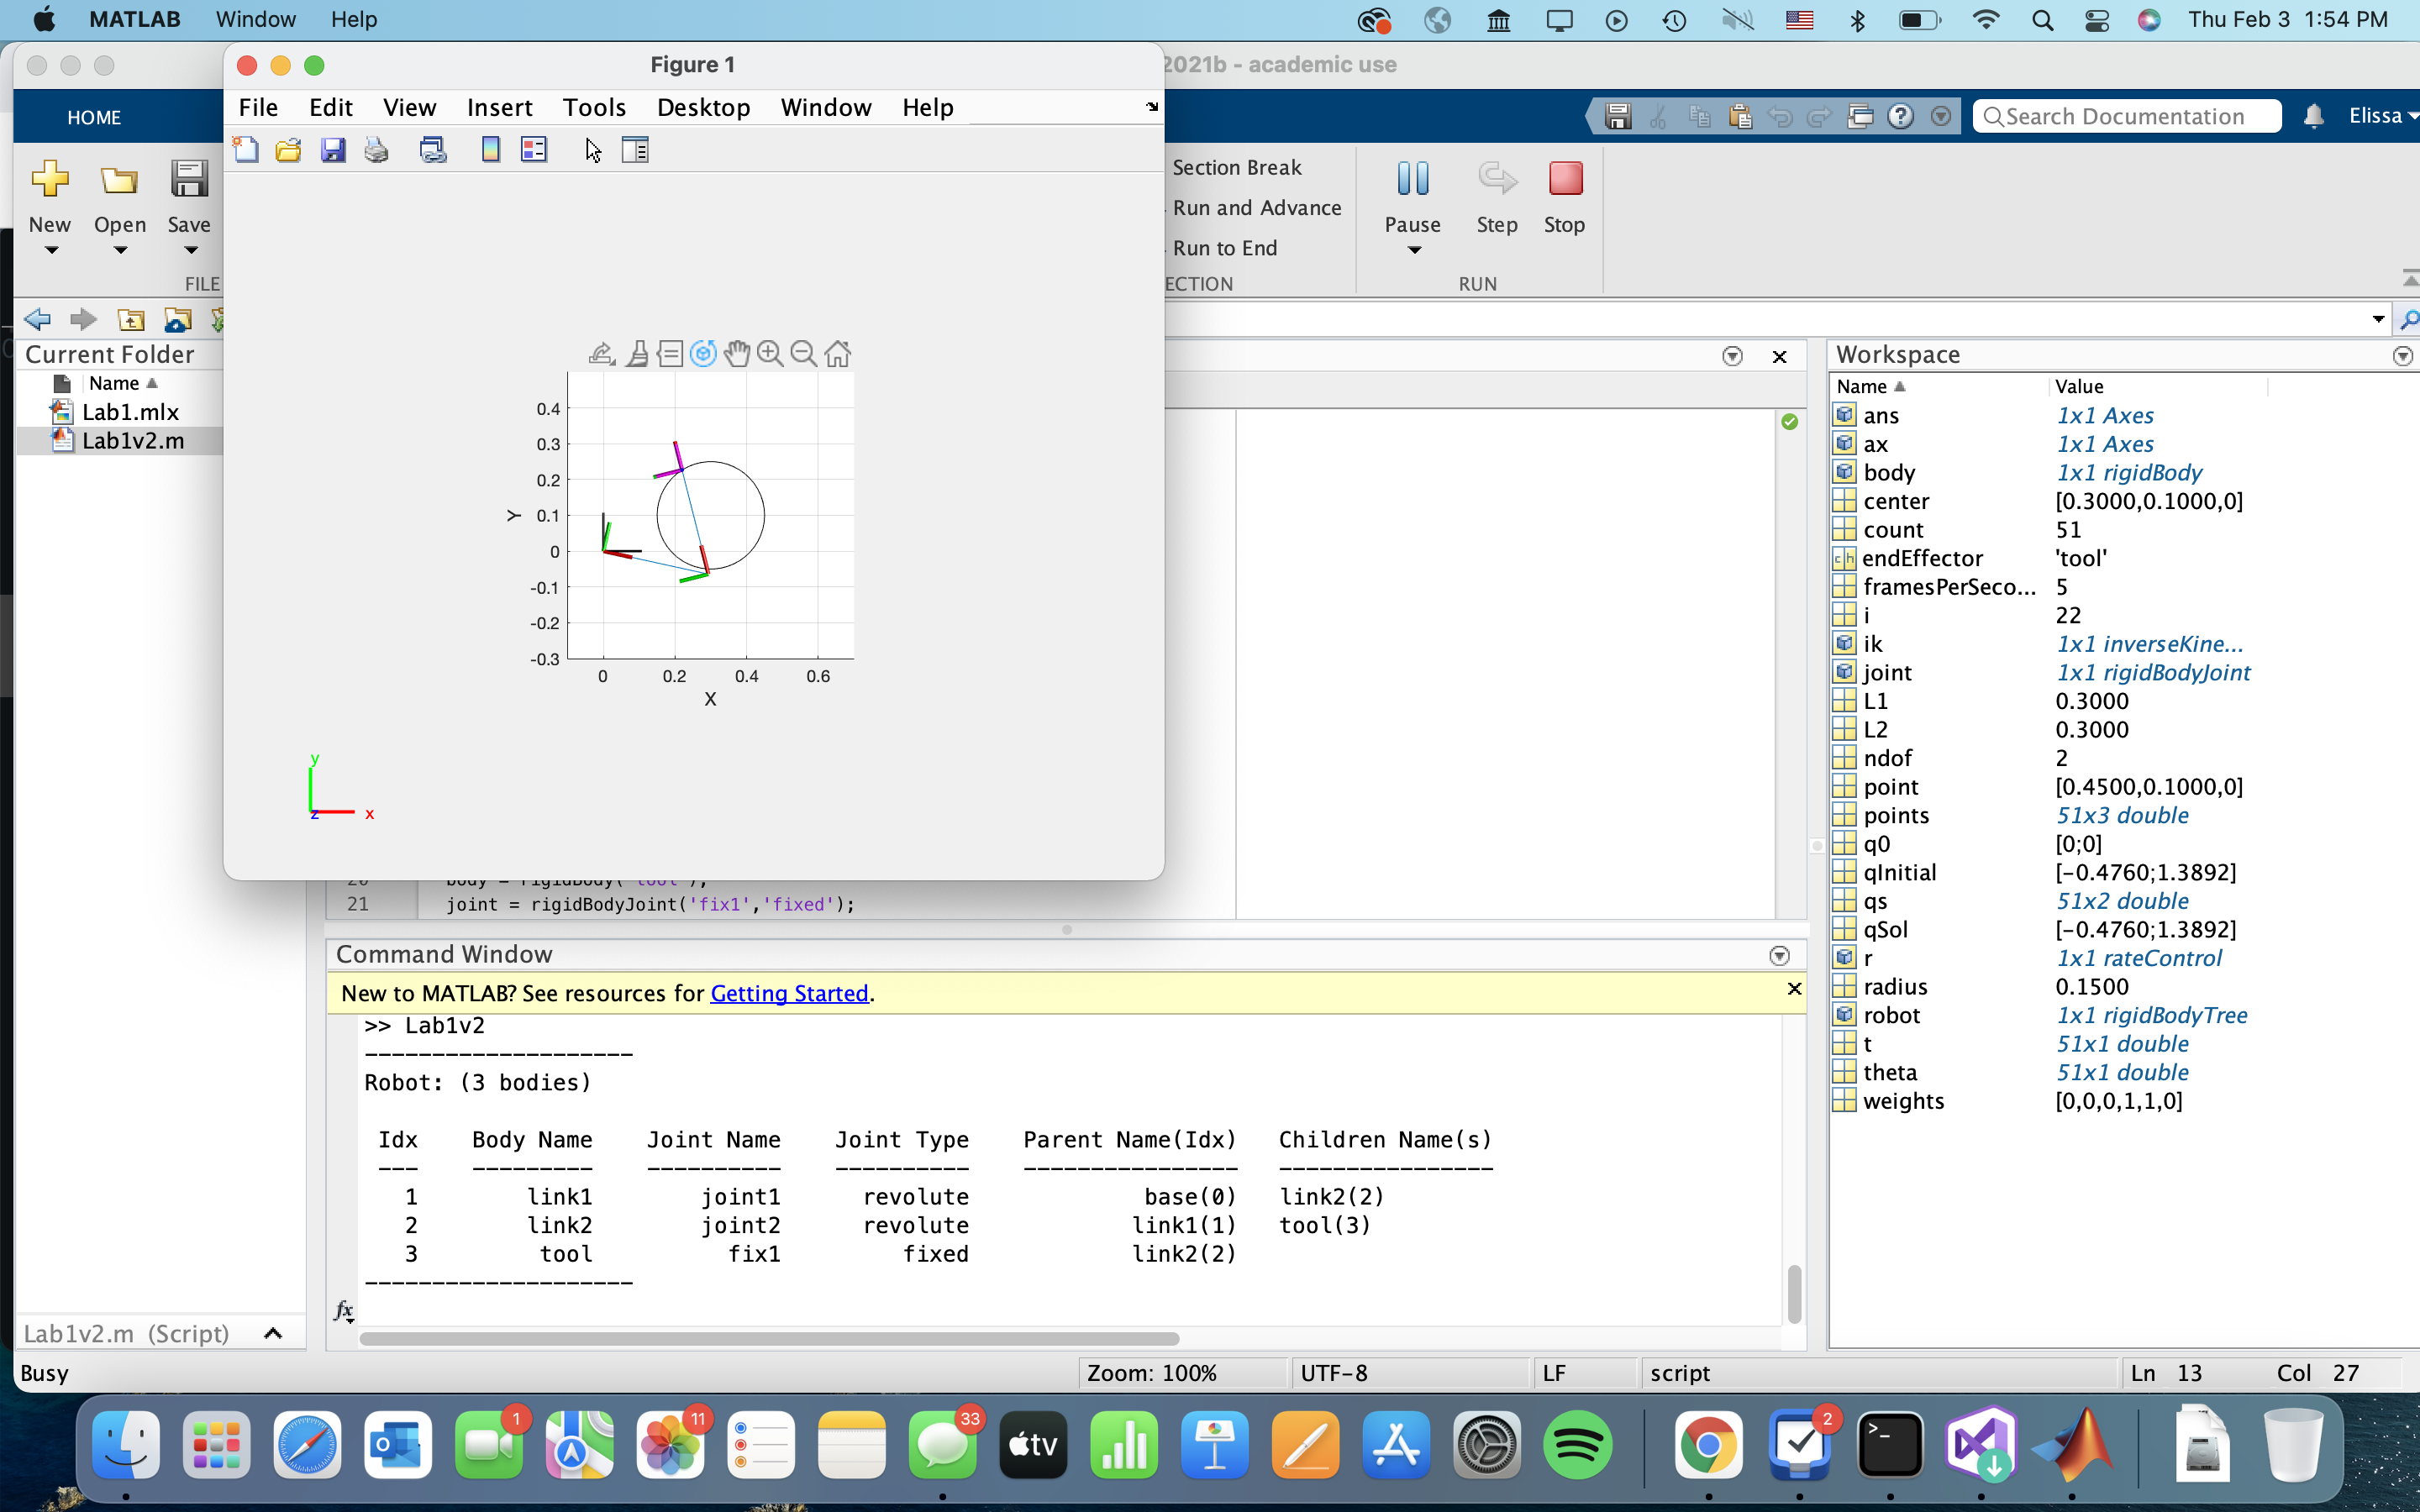 MATLAB Window Help
Thu Feb 3 1:54 PM
Figure 1
2021b - academic use
HOME
File Edit View Insert Tools Desktop Window Help
Search Documentation
Elissa
New Open Save
FILE
Section Break
Run and Advance
Run to End
ECTION
Pause Step Stop
RUN
Current Folder
Name
Lab1.mlx
Lab1v2.m
0.4
0.3
0.2
0.1
0
-0.1
-0.2
-0.3
Y
0 0.2 0.4 0.6
X
y
z x
Workspace
Name Value
ans 1x1 Axes
ax 1x1 Axes
body 1x1 rigidBody
center [0.3000,0.1000,0]
count 51
endEffector 'tool'
framesPerSeco... 5
i 22
ik 1x1 inverseKine...
joint 1x1 rigidBodyJoint
L1 0.3000
L2 0.3000
ndof 2
point [0.4500,0.1000,0]
points 51x3 double
q0 [0;0]
qInitial [-0.4760;1.3892]
qs 51x2 double
qSol [-0.4760;1.3892]
r 1x1 rateControl
radius 0.1500
robot 1x1 rigidBodyTree
t 51x1 double
theta 51x1 double
weights [0,0,0,1,1,0]
20 body = rigidBody('tool');
21 joint = rigidBodyJoint('fix1','fixed');
Command Window
New to MATLAB? See resources for Getting Started.
>> Lab1v2
--------------------
Robot: (3 bodies)
Idx Body Name Joint Name Joint Type Parent Name(Idx) Children Name(s)
--- --------- ---------- ---------- ---------------- ----------------
1 link1 joint1 revolute base(0) link2(2)
2 link2 joint2 revolute link1(1) tool(3)
3 tool fix1 fixed link2(2)
--------------------
fx
Lab1v2.m (Script)
Busy
Zoom: 100% UTF-8 LF script Ln 13 Col 27
1 11 33 tv 2